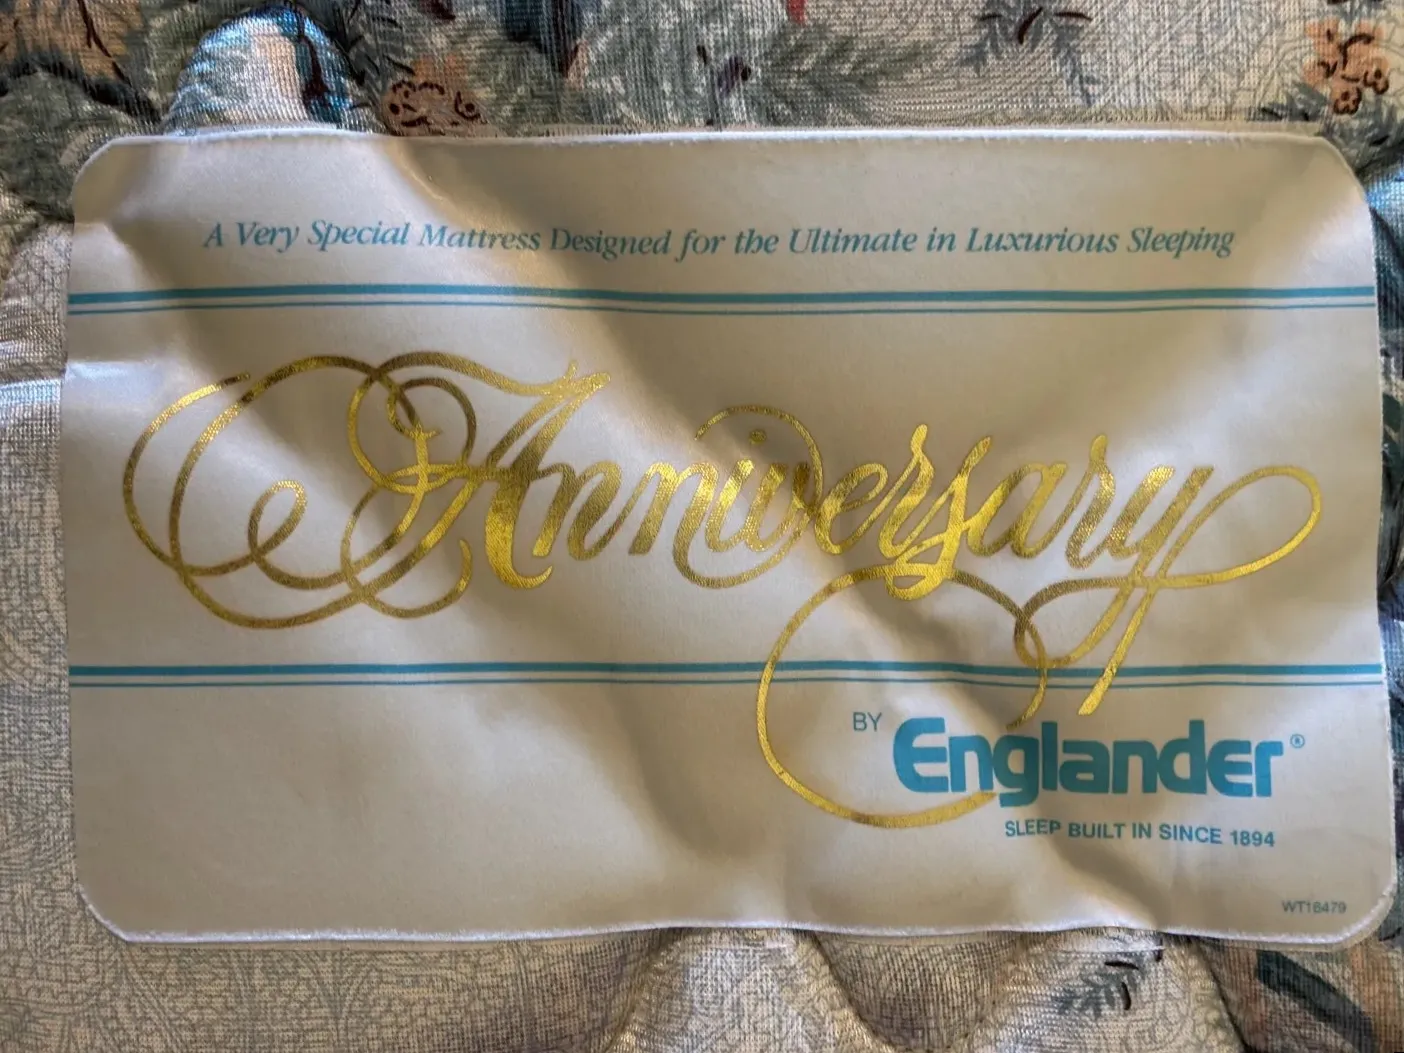 A Very Special Mattress Designed for the Ultimate in Luxurious Sleeping
Anniversary
BY Englander®
SLEEP BUILT IN SINCE 1894
WT16479